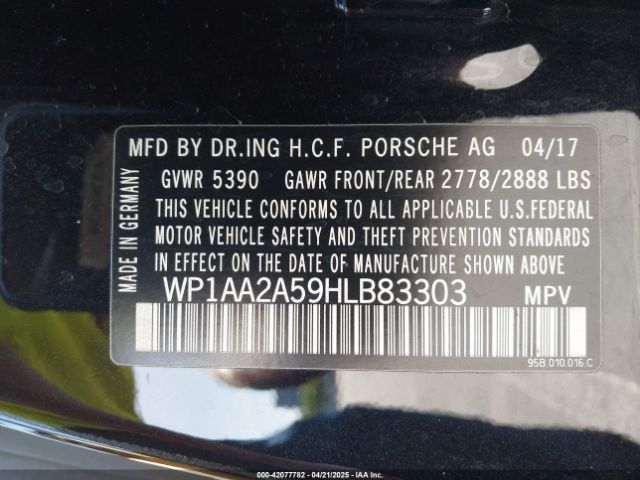 MFD BY DR.ING H.C.F. PORSCHE AG 04/17
GVWR 5390 GAWR FRONT/REAR 2778/2888 LBS
THIS VEHICLE CONFORMS TO ALL APPLICABLE U.S.FEDERAL
MOTOR VEHICLE SAFETY AND THEFT PREVENTION STANDARDS
IN EFFECT ON THE DATE OF MANUFACTURE SHOWN ABOVE
WP1AA2A59HLB83303 MPV
95B.010.016.C
MADE IN GERMANY
000-42077782 - 04/21/2025 - IAA Inc.